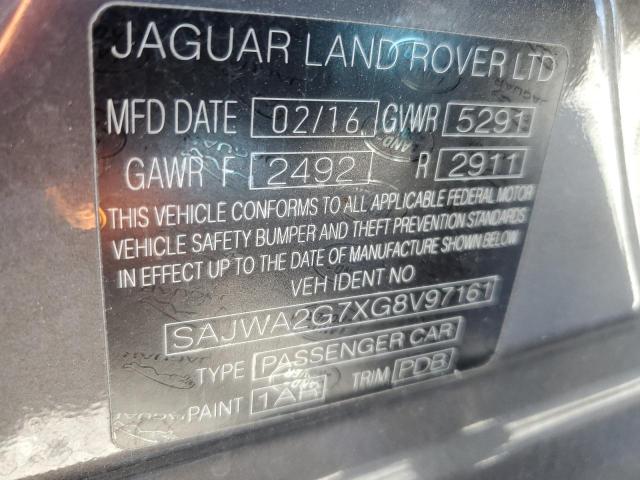 JAGUAR LAND ROVER LTD
MFD DATE 02/16 GVWR 5291
GAWR F 2492 R 2911
THIS VEHICLE CONFORMS TO ALL APPLICABLE FEDERAL MOTOR
VEHICLE SAFETY BUMPER AND THEFT PREVENTION STANDARDS
IN EFFECT UP TO THE DATE OF MANUFACTURE SHOWN BELOW
VEH IDENT NO
SAJWA2G7XG8V97161
TYPE PASSENGER CAR
PAINT 1AR TRIM PDB